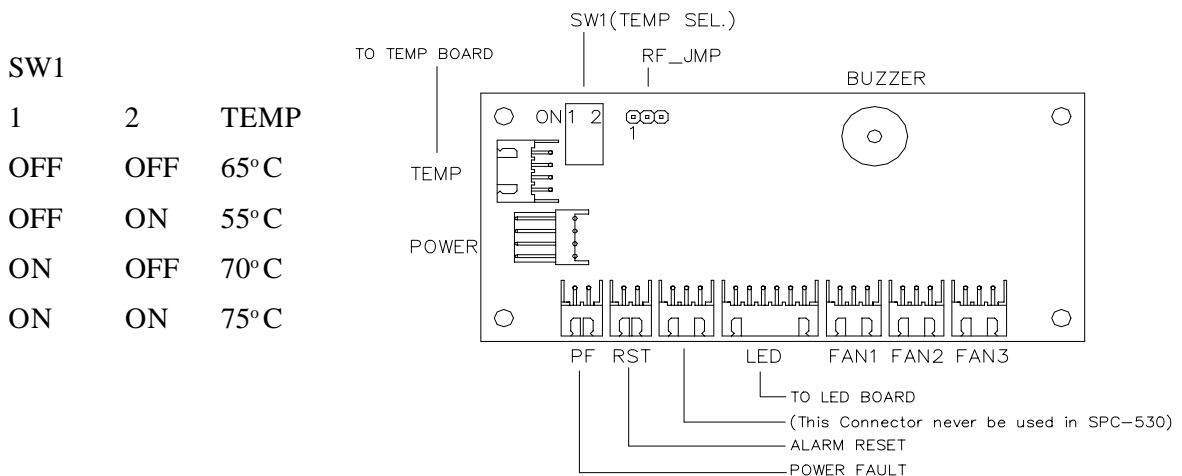 SW1
1 2 TEMP
OFF OFF 65°C
OFF ON 55°C
ON OFF 70°C
ON ON 75°C
SW1(TEMP SEL.)
TO TEMP BOARD
RF_JMP
BUZZER
ON 1 2
1
TEMP
POWER
PF RST LED FAN1 FAN2 FAN3
TO LED BOARD
(This Connector never be used in SPC-530)
ALARM RESET
POWER FAULT